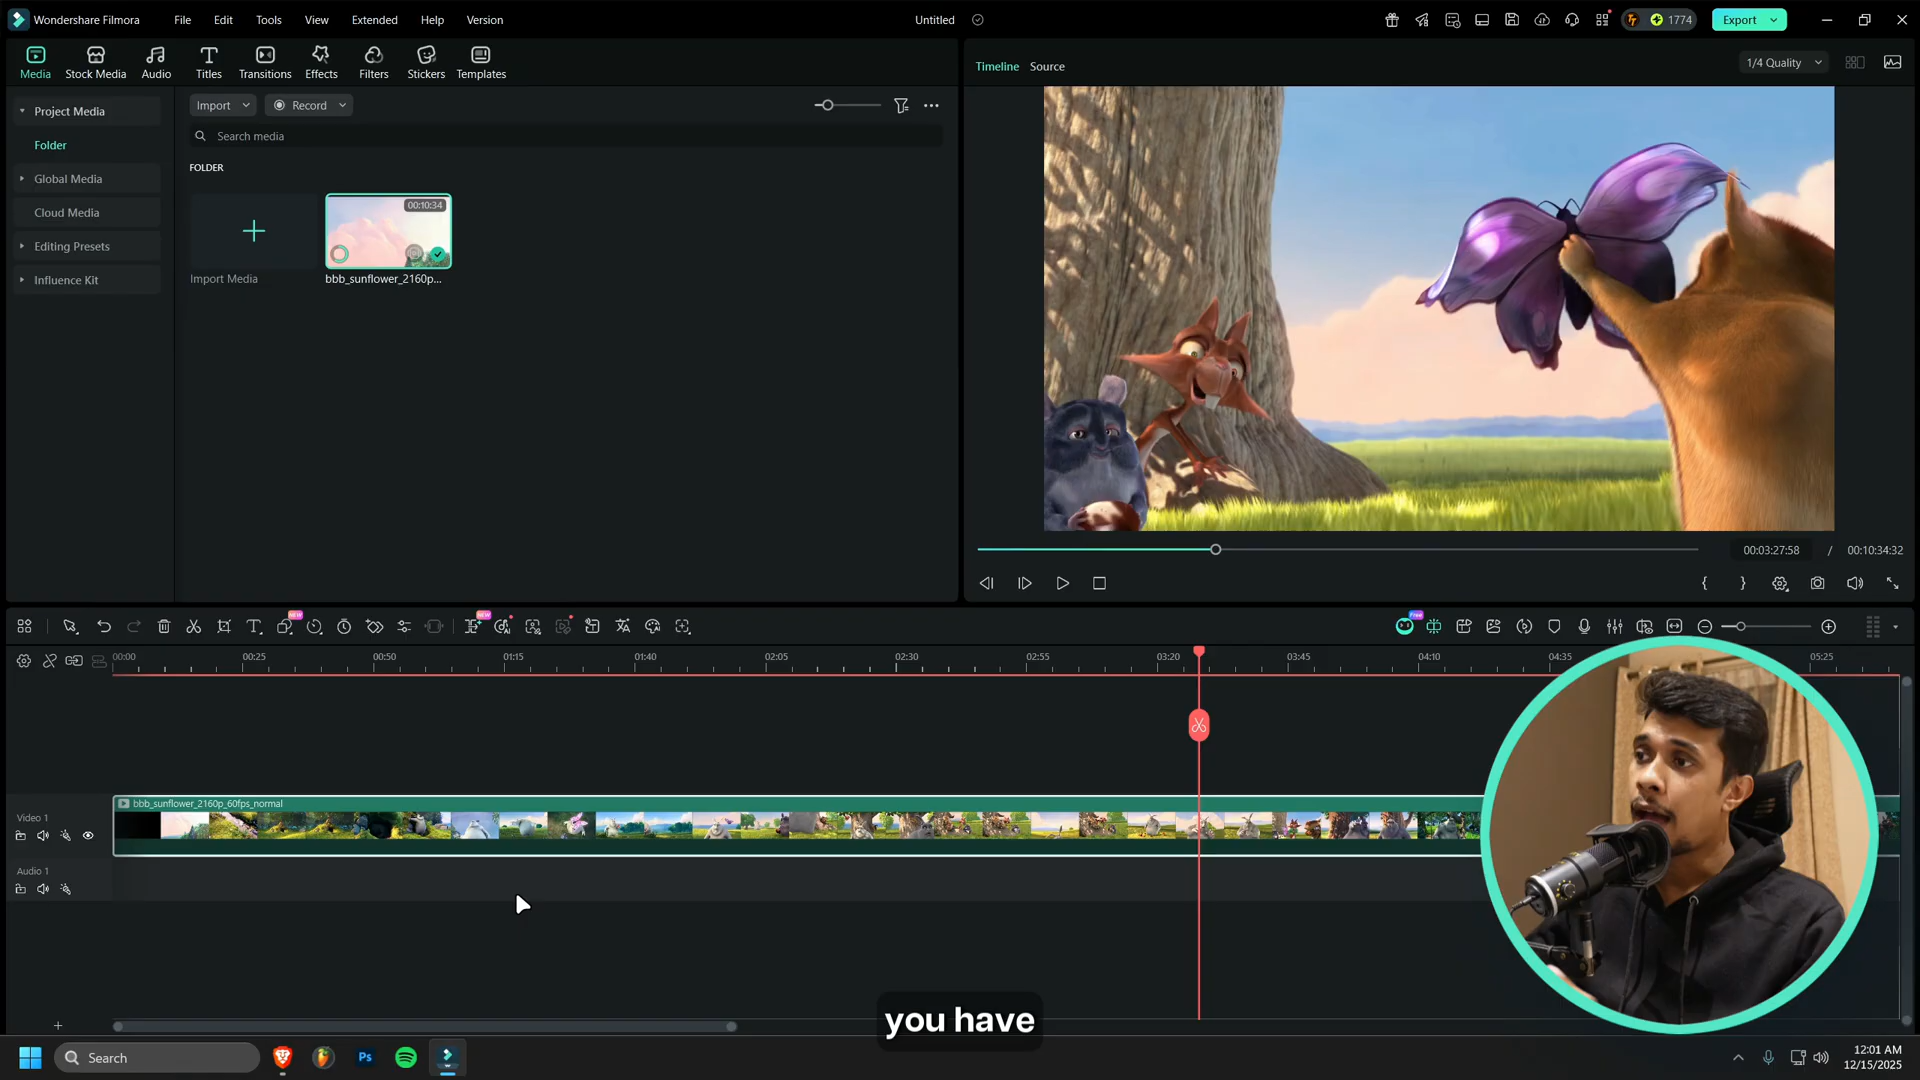 Wondershare Filmora File Edit Tools View Extended Help Version Untitled 1774 Export
Media Stock Media Audio Titles Transitions Effects Filters Stickers Templates
Timeline Source 1/4 Quality
Project Media
Folder
Global Media
Cloud Media
Editing Presets
Influence Kit
Import Record
Search media
FOLDER
00:10:34
Import Media bbb_sunflower_2160p...
00:03:27:58 / 00:10:34:32
NEW NEW Free
00:00 00:25 00:50 01:15 01:40 02:05 02:30 02:55 03:20 03:45 04:10 04:35 05:25
bbb_sunflower_2160p_60fps_normal
Video 1
Audio 1
you have
Search Ps 12:01 AM
12/15/2025